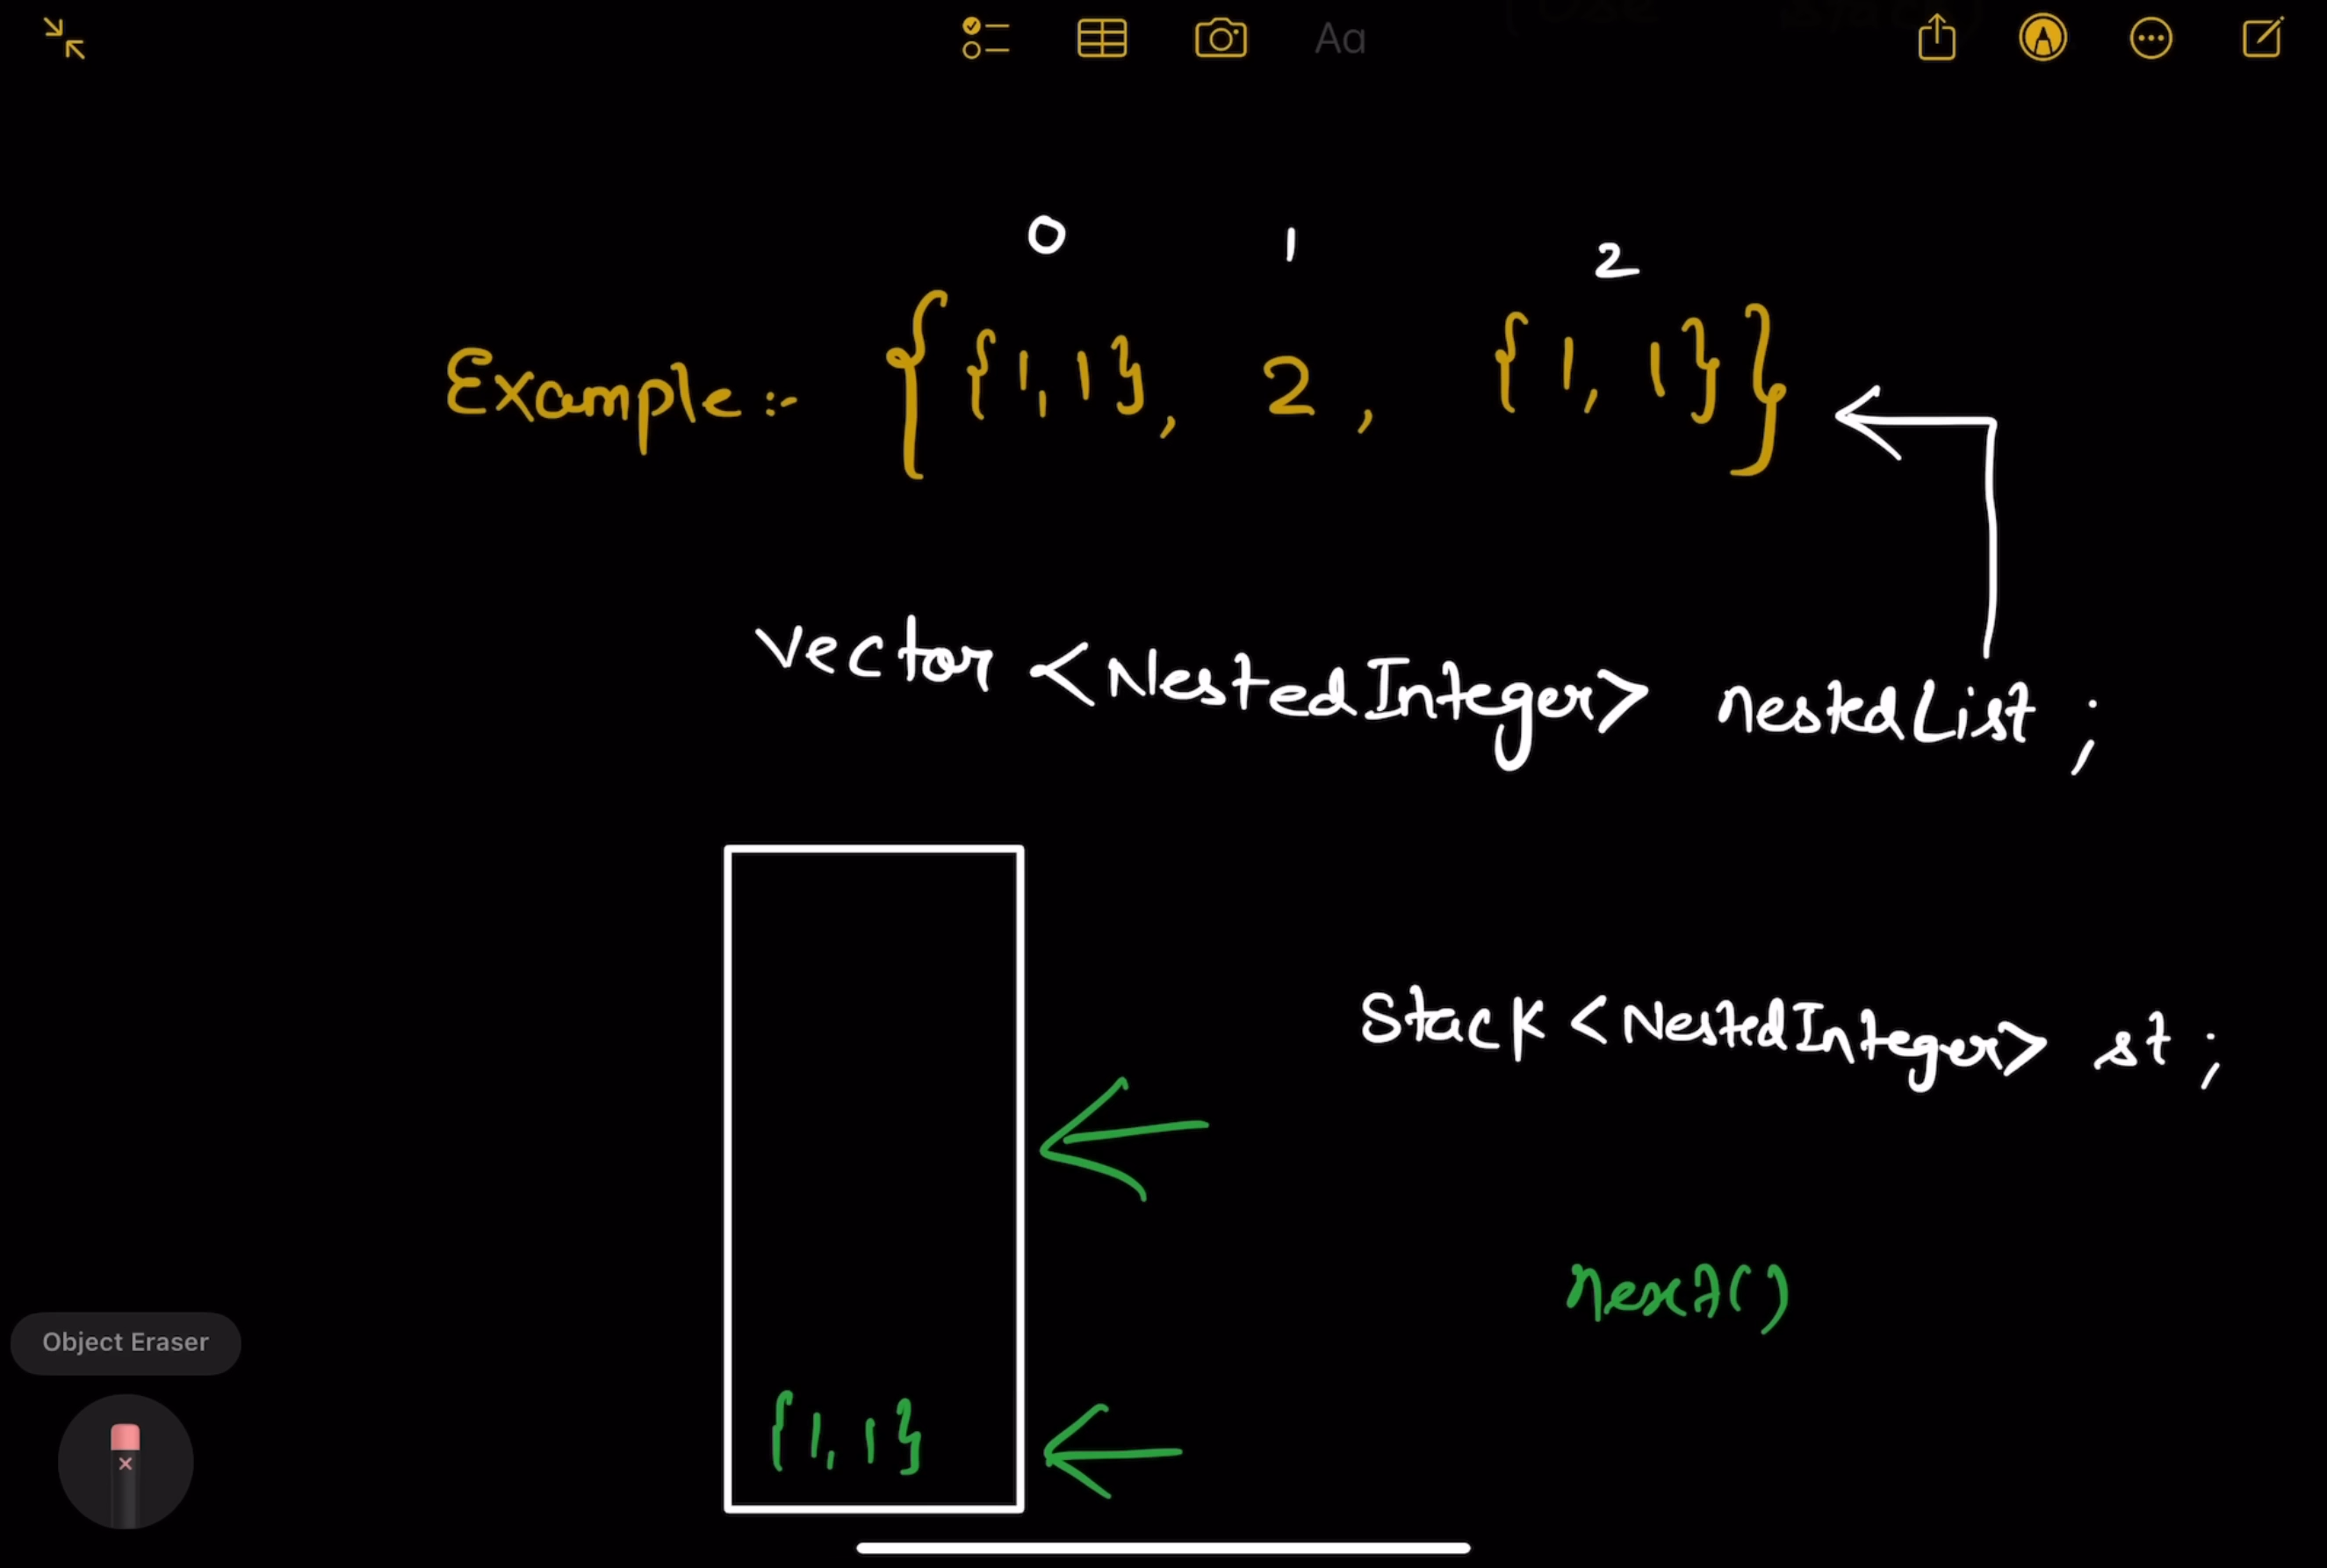 Aa
0 1 2
Example:- { {1,1}, 2, {1,1}}
vector <NestedInteger> nestedList ;
Stack <NestedInteger> st ;
next()
Object Eraser
{1,1}